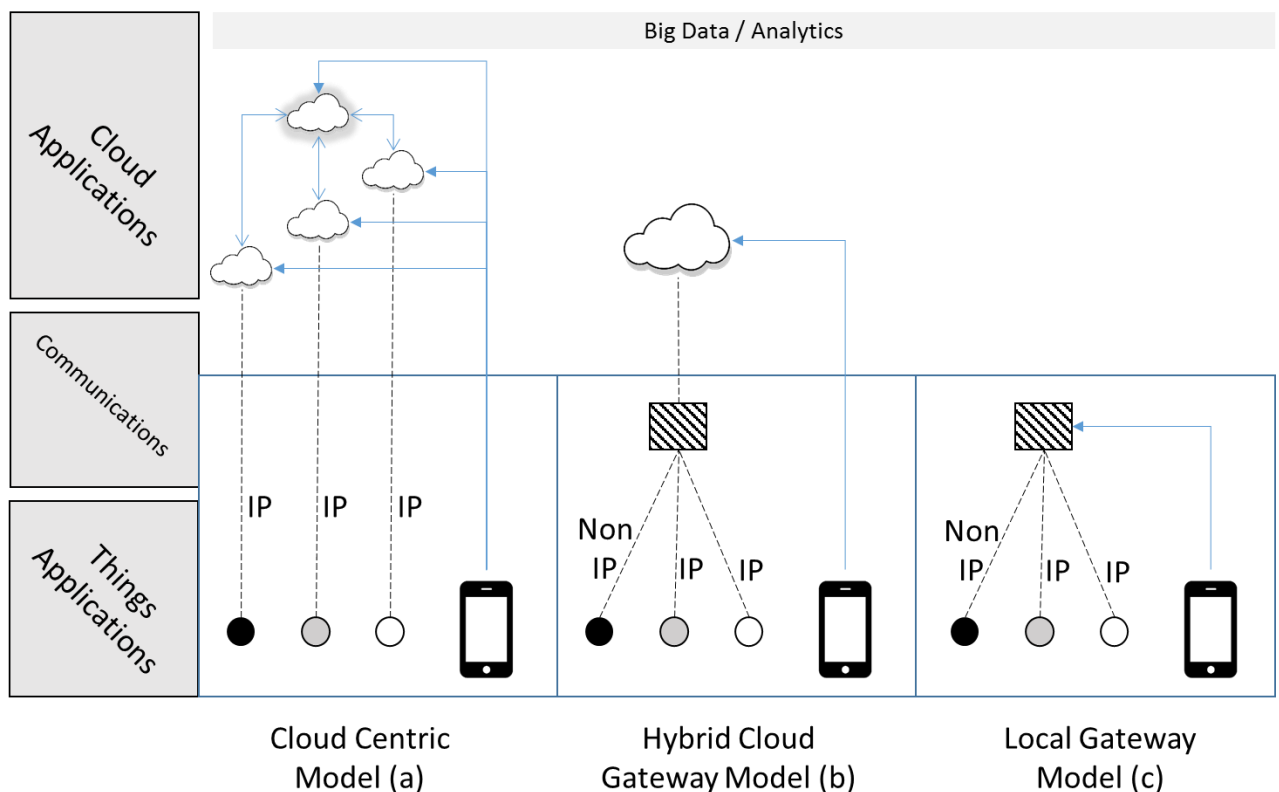 Big Data / Analytics
Cloud
Applications
Communications
Things
Applications
IP
IP
IP
Non
IP
IP
IP
Non
IP
IP
IP
Cloud Centric
Model (a)
Hybrid Cloud
Gateway Model (b)
Local Gateway
Model (c)